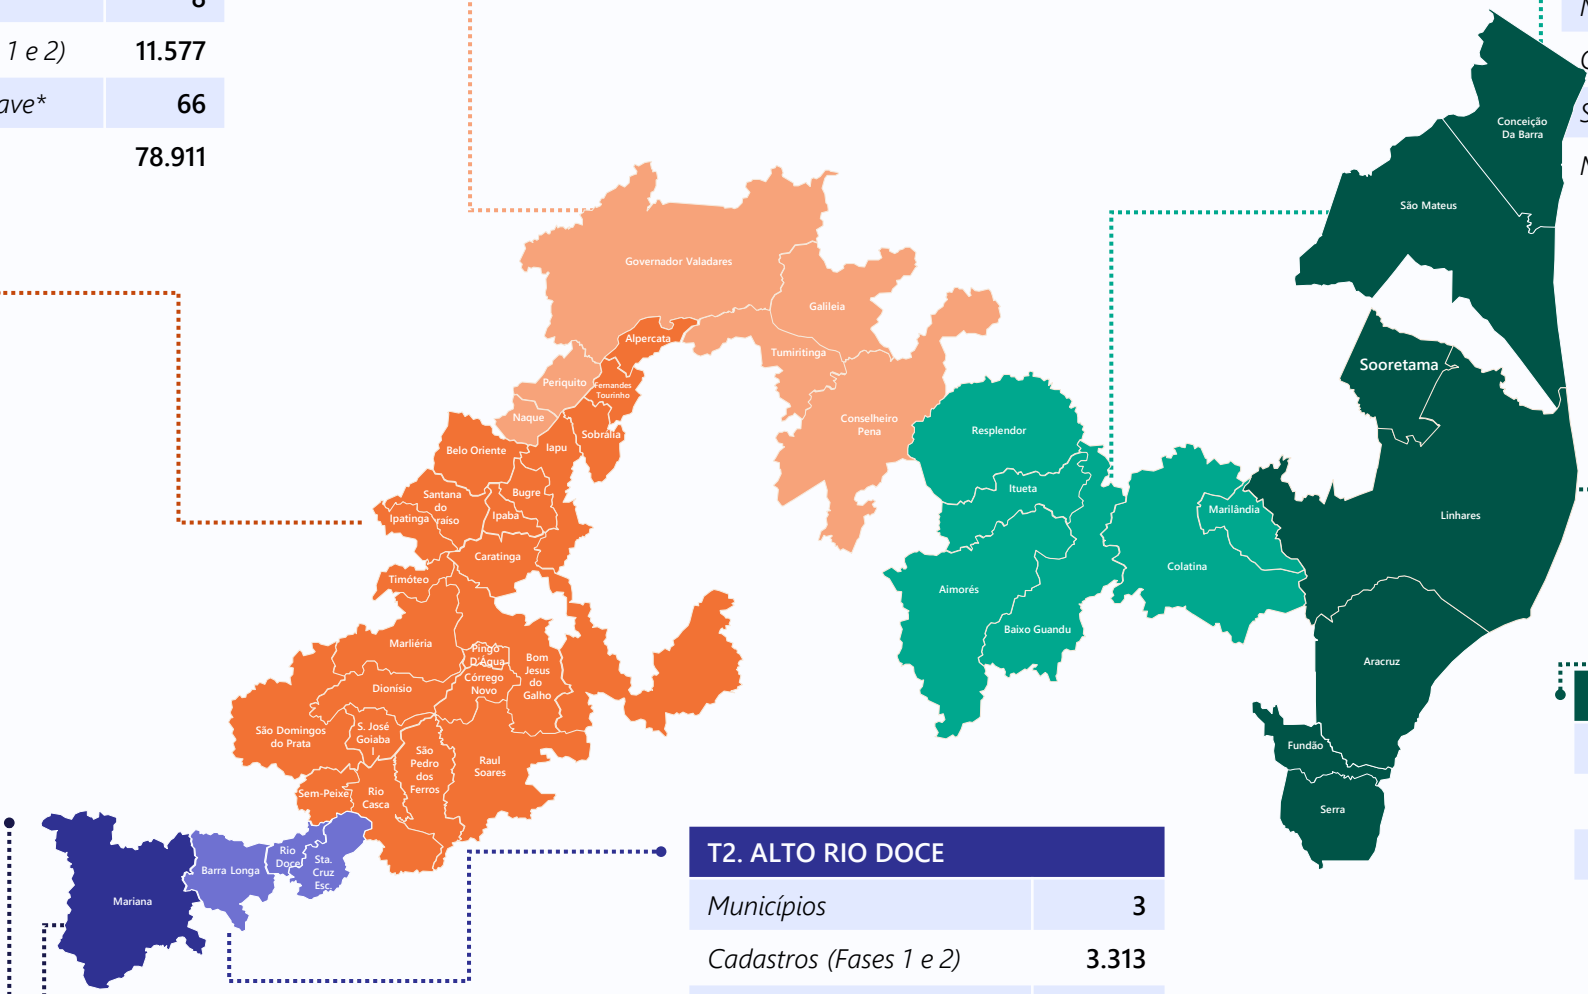 1 e 2)
11.577
ave*
66
78.911
Conceição
Da Barra
São Mateus
Governador Valadares
Galileia
Alpercata
Tumiritinga
Sooretama
Periquito
Fernandes
Tourinho
Naque
Conselheiro
Pena
Resplendor
Sobrália
Iapu
Belo Oriente
Itueta
Santana
do
raíso
Bugre
Ipaba
Ipatinga
Marilândia
Linhares
Caratinga
Colatina
Timóteo
Aimorés
Baixo Guandu
Marliéria
Pingo
D'Água
Bom
Jesus
do
Galho
Córrego
Novo
Dionísio
Aracruz
São Domingos
do Prata
S. José
Goiaba
l
São
Pedro
dos
Ferros
Raul
Soares
Fundão
Sem-Peixe
Rio
Casca
Serra
Rio
Doce
Sta.
Cruz
Esc.
Barra Longa
Mariana
T2. ALTO RIO DOCE
Municípios
3
Cadastros (Fases 1 e 2)
3.313